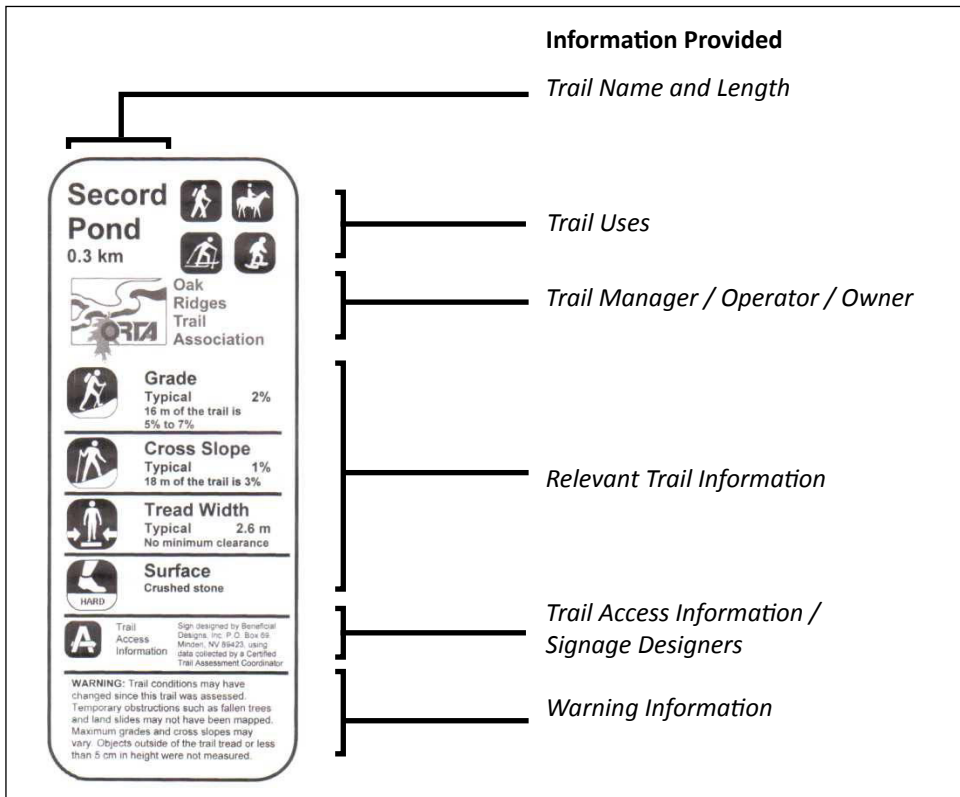 Information Provided
Trail Name and Length
Secord
Pond
0.3 km
Trail Uses
ORTA
Oak
Ridges
Trail
Association
Trail Manager / Operator / Owner
Grade
Typical 2%
16 m of the trail is
5% to 7%
Cross Slope
Typical 1%
18 m of the trail is 3%
Tread Width
Typical 2.6 m
No minimum clearance
Surface
Crushed stone
HARD
Relevant Trail Information
A
Trail
Access
Information
Sign designed by Beneficial
Designs, Inc. P.O. Box 69
Minden, NV 89423, using
data collected by a Certified
Trail Assessment Coordinator
Trail Access Information /
Signage Designers
WARNING: Trail conditions may have
changed since this trail was assessed.
Temporary obstructions such as fallen trees
and land slides may not have been mapped.
Maximum grades and cross slopes may
vary. Objects outside of the trail tread or less
than 5 cm in height were not measured.
Warning Information